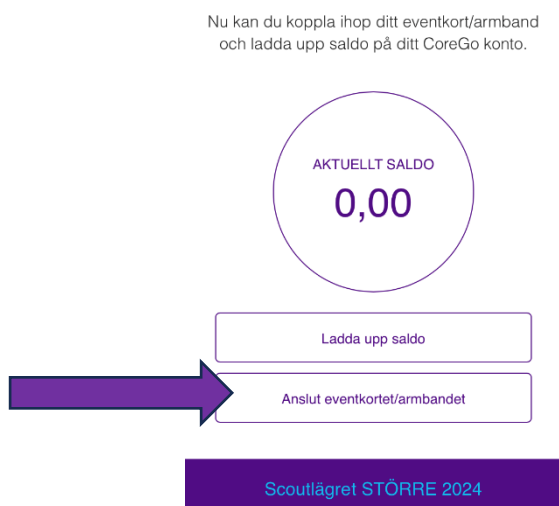 Nu kan du koppla ihop ditt eventkort/armband
och ladda upp saldo på ditt CoreGo konto.
AKTUELLT SALDO
0,00
Ladda upp saldo
Anslut eventkortet/armbandet
Scoutlägret STÖRRE 2024